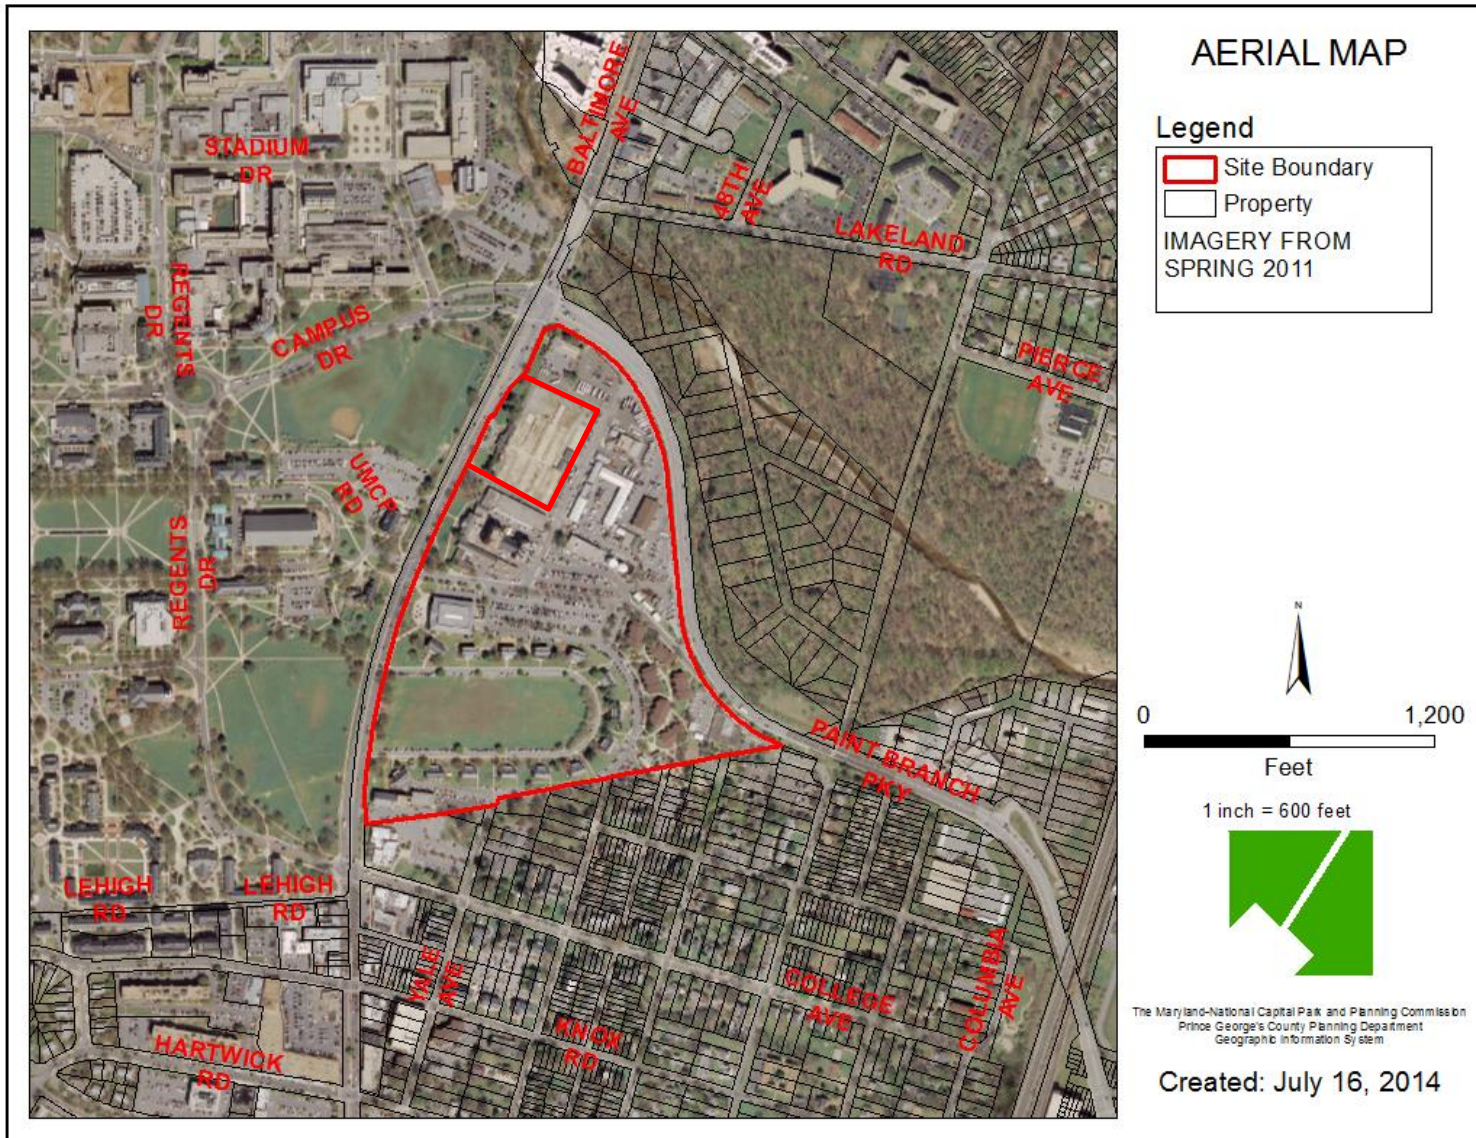 AERIAL MAP
Legend
Site Boundary
Property
IMAGERY FROM
SPRING 2011
BALTIMORE
AVE
STADIUM
DR
48TH
AVE
LAKELAND
RD
REGENTS
DR
CAMPUS
DR
PIERCE
AVE
UMCP
RD
REGENTS
DR
PAINT BRANCH
PKY
LEHIGH
RD
LEHIGH
RD
YALE
AVE
COLLEGE
AVE
COLUMBIA
AVE
KNOX
RD
HARTWICK
RD
N
0
1,200
Feet
1 inch = 600 feet
The Maryland-National Capital Park and Planning Commission
Prince George's County Planning Department
Geographic Information System
Created: July 16, 2014